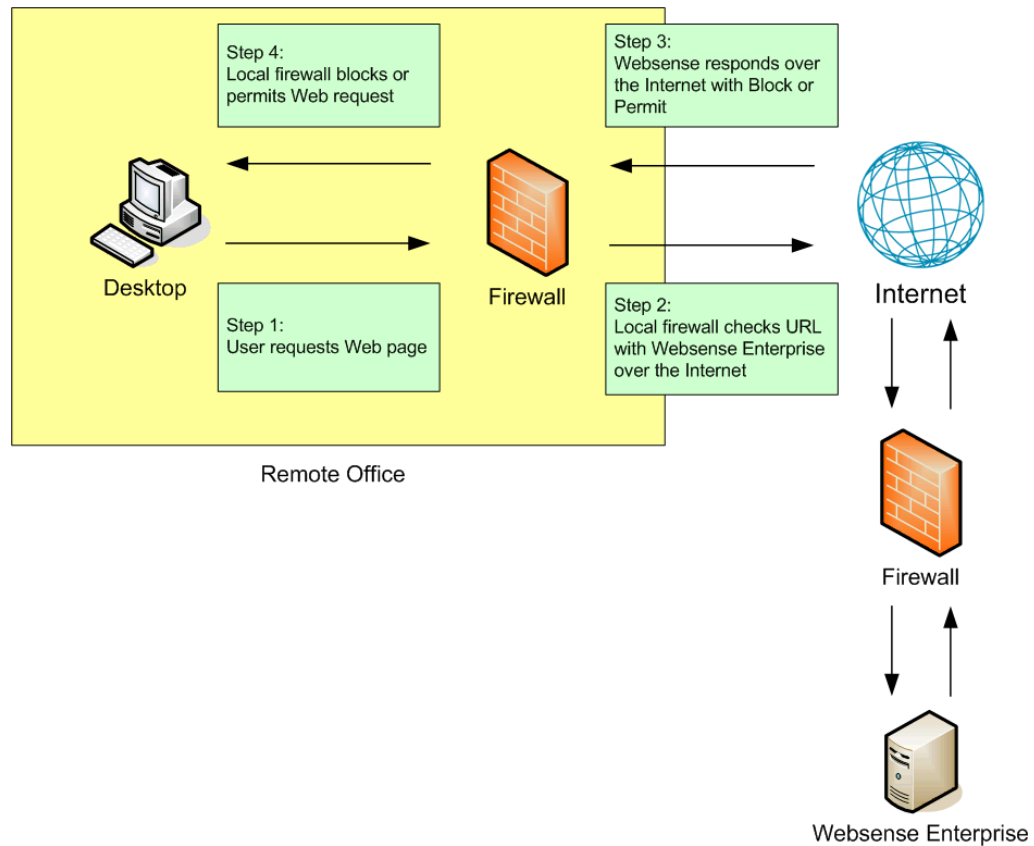 Step 4:
Local firewall blocks or
permits Web request
Step 3:
Websense responds over
the Internet with Block or
Permit
Desktop
Firewall
Internet
Step 1:
User requests Web page
Step 2:
Local firewall checks URL
with Websense Enterprise
over the Internet
Remote Office
Firewall
Websense Enterprise